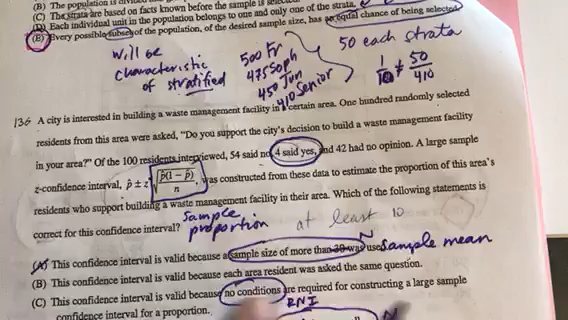 (B) The population is divided
(C) The strata are based on facts known before the sample is selected.
(D) Each individual unit in the population belongs to one and only one of the strata.
(E) Every possible subset of the population, of the desired sample size, has an equal chance of being selected
will be
characteristic
of stratified
500 Fr
475 Soph
450 Jun
410 Senior
50 each strata
1/10 ≠ 50/410
136 A city is interested in building a waste management facility in a certain area. One hundred randomly selected
residents from this area were asked, "Do you support the city's decision to build a waste management facility
in your area?" Of the 100 residents interviewed, 54 said no, 4 said yes, and 42 had no opinion. A large sample
z-confidence interval, p̂ ± z √(p̂(1 − p̂)/n), was constructed from these data to estimate the proportion of this area's
residents who support building a waste management facility in their area. Which of the following statements is
correct for this confidence interval?
sample
proportion
at least 10
(A) This confidence interval is valid because a sample size of more than 30 was used.
sample mean
(B) This confidence interval is valid because each area resident was asked the same question.
(C) This confidence interval is valid because no conditions are required for constructing a large sample
confidence interval for a proportion.
RNI
N